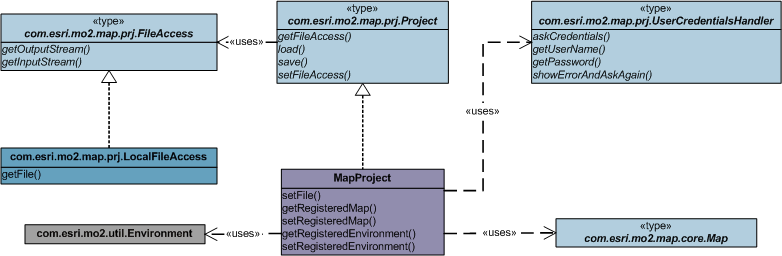 «type»
com.esri.mo2.map.prj.FileAccess
getOutputStream()
getInputStream()
«uses»
«type»
com.esri.mo2.map.prj.Project
getFileAccess()
load()
save()
setFileAccess()
«type»
com.esri.mo2.map.prj.UserCredentialsHandler
askCredentials()
getUserName()
getPassword()
showErrorAndAskAgain()
«uses»
com.esri.mo2.map.prj.LocalFileAccess
getFile()
MapProject
setFile()
getRegisteredMap()
setRegisteredMap()
getRegisteredEnvironment()
setRegisteredEnvironment()
com.esri.mo2.util.Environment
«uses»
«uses»
«type»
com.esri.mo2.map.core.Map